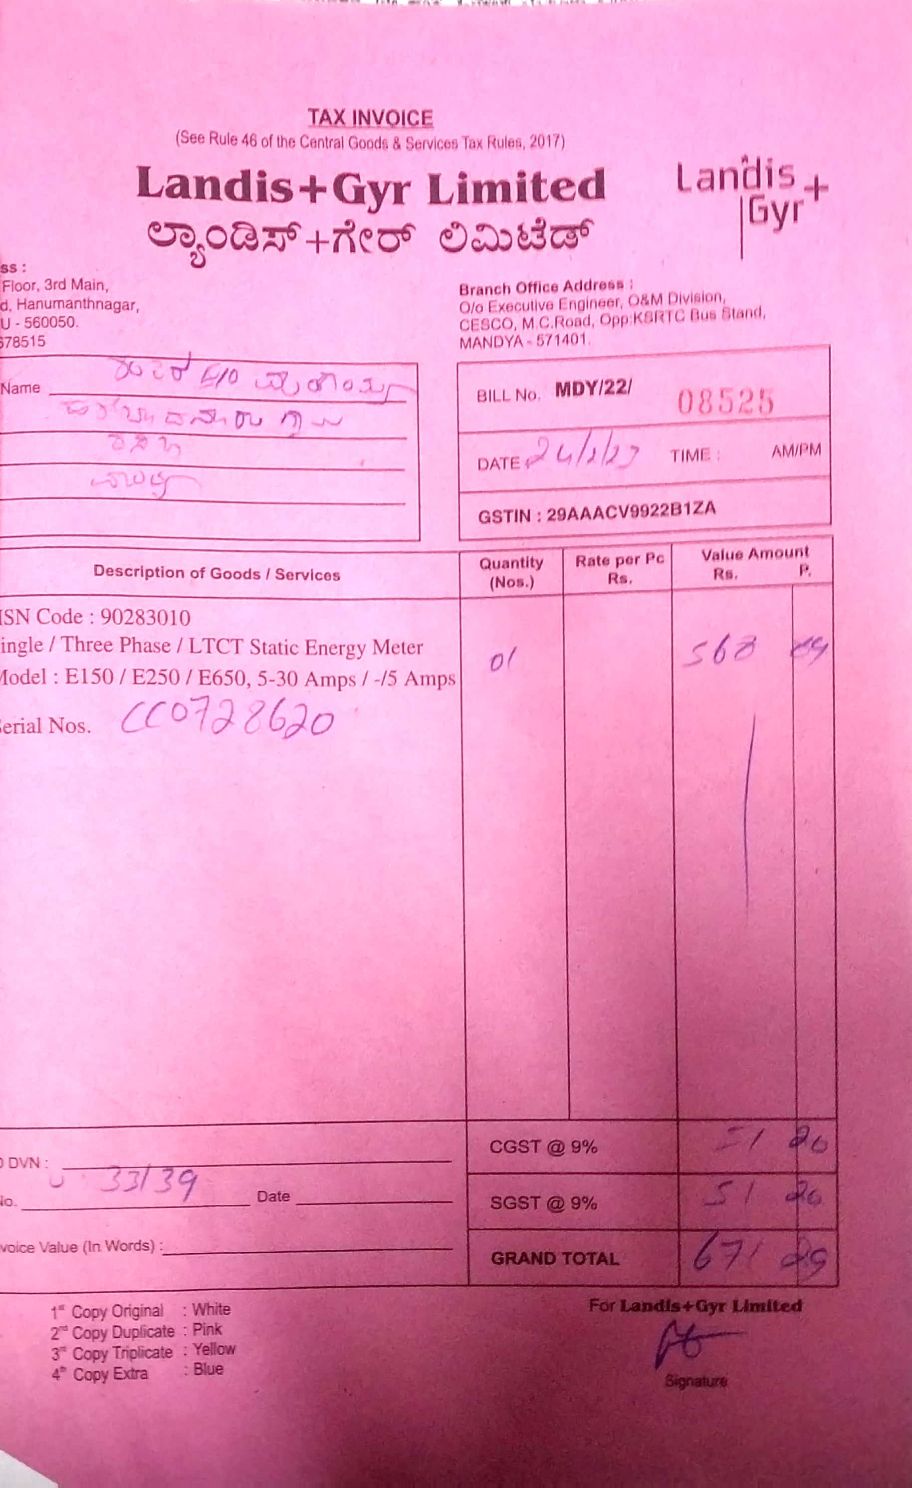 TAX INVOICE
(See Rule 46 of the Central Goods & Services Tax Rules, 2017)
Landis+Gyr Limited
ಲ್ಯಾಂಡಿಸ್+ಗೇರ್ ಲಿಮಿಟೆಡ್
Landis
Gyr+
ss :
Floor, 3rd Main,
d, Hanumanthnagar,
U - 560050.
678515
Branch Office Address :
O/o Executive Engineer, O&M Division,
CESCO, M.C.Road, Opp:KSRTC Bus Stand,
MANDYA - 571401.
Name
BILL No. MDY/22/ 08525
DATE TIME : AM/PM
GSTIN : 29AAACV9922B1ZA
Description of Goods / Services Quantity (Nos.) Rate per Pc Rs. Value Amount Rs. P.
ISN Code : 90283010
ingle / Three Phase / LTCT Static Energy Meter 01 568 89
Model : E150 / E250 / E650, 5-30 Amps / -/5 Amps
erial Nos. CC0728620
CGST @ 9% 51 20
DVN :
No. 33139 Date
SGST @ 9% 51 20
voice Value (In Words) :
GRAND TOTAL 671 29
1st Copy Original : White
2nd Copy Duplicate : Pink
3rd Copy Triplicate : Yellow
4th Copy Extra : Blue
For Landis+Gyr Limited
Signature